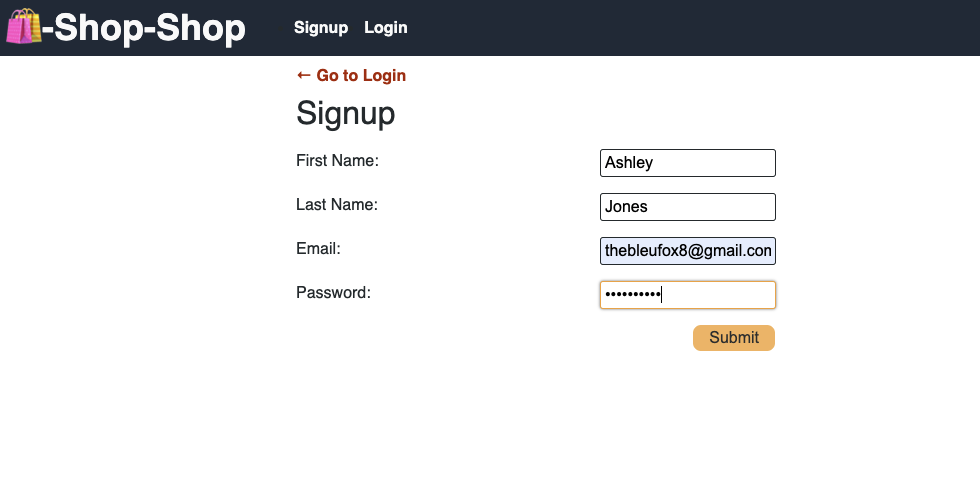 🛍️-Shop-Shop
Signup Login
← Go to Login
Signup
First Name: Ashley
Last Name: Jones
Email: thebleufox8@gmail.con
Password: ••••••••••
Submit